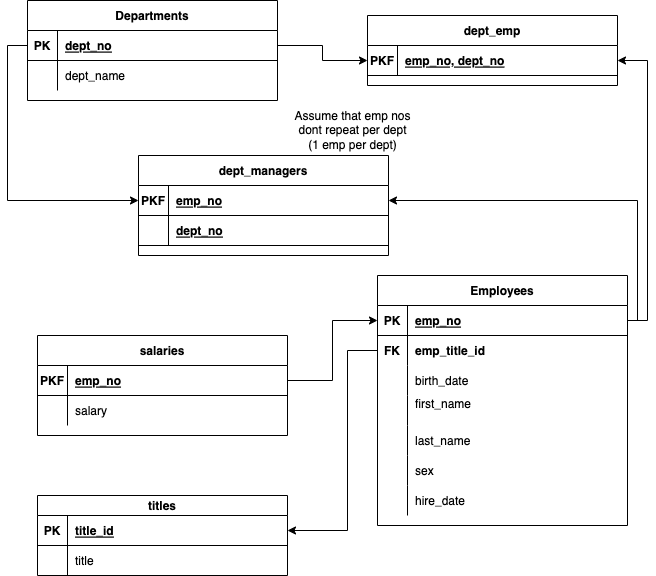 Departments
PK dept_no
dept_name
dept_emp
PKF emp_no, dept_no
Assume that emp nos
dont repeat per dept
(1 emp per dept)
dept_managers
PKF emp_no
dept_no
Employees
PK emp_no
FK emp_title_id
birth_date
first_name
last_name
sex
hire_date
salaries
PKF emp_no
salary
titles
PK title_id
title